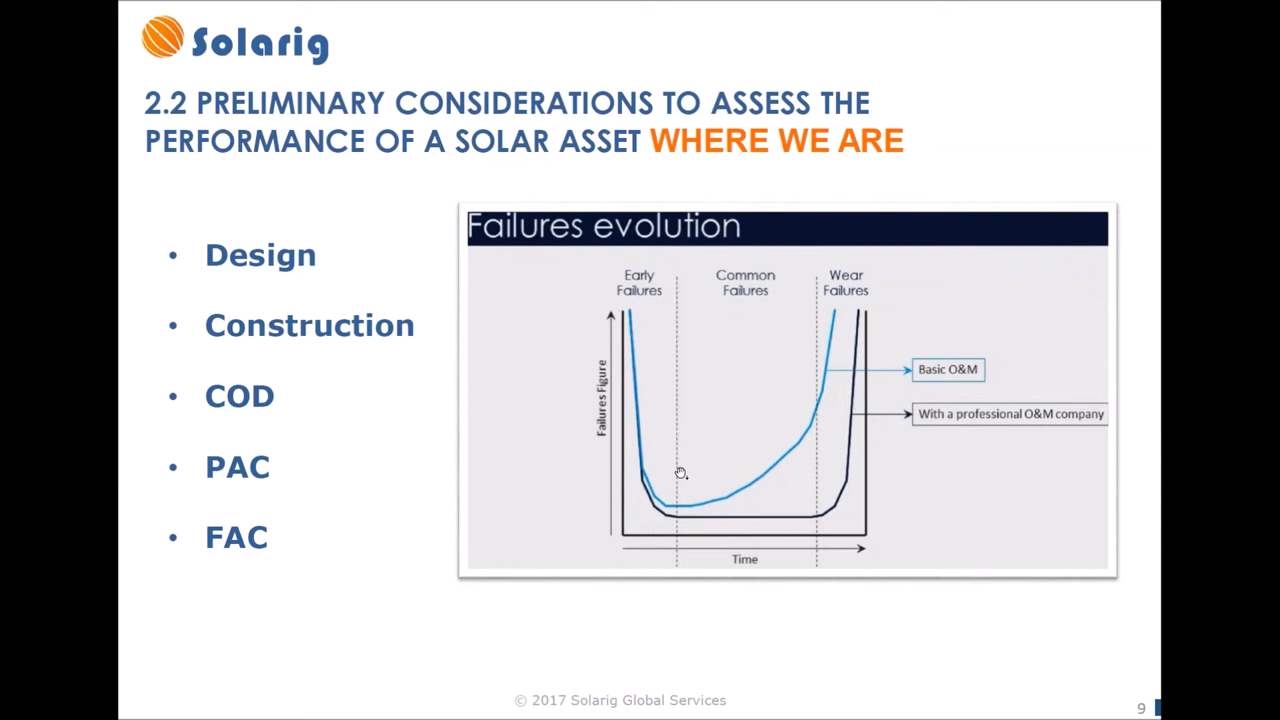 Solarig
2.2 PRELIMINARY CONSIDERATIONS TO ASSESS THE
PERFORMANCE OF A SOLAR ASSET WHERE WE ARE
• Design
• Construction
• COD
• PAC
• FAC
Failures evolution
Early
Failures
Common
Failures
Wear
Failures
Failures Figure
Basic O&M
With a professional O&M company
Time
© 2017 Solarig Global Services
9